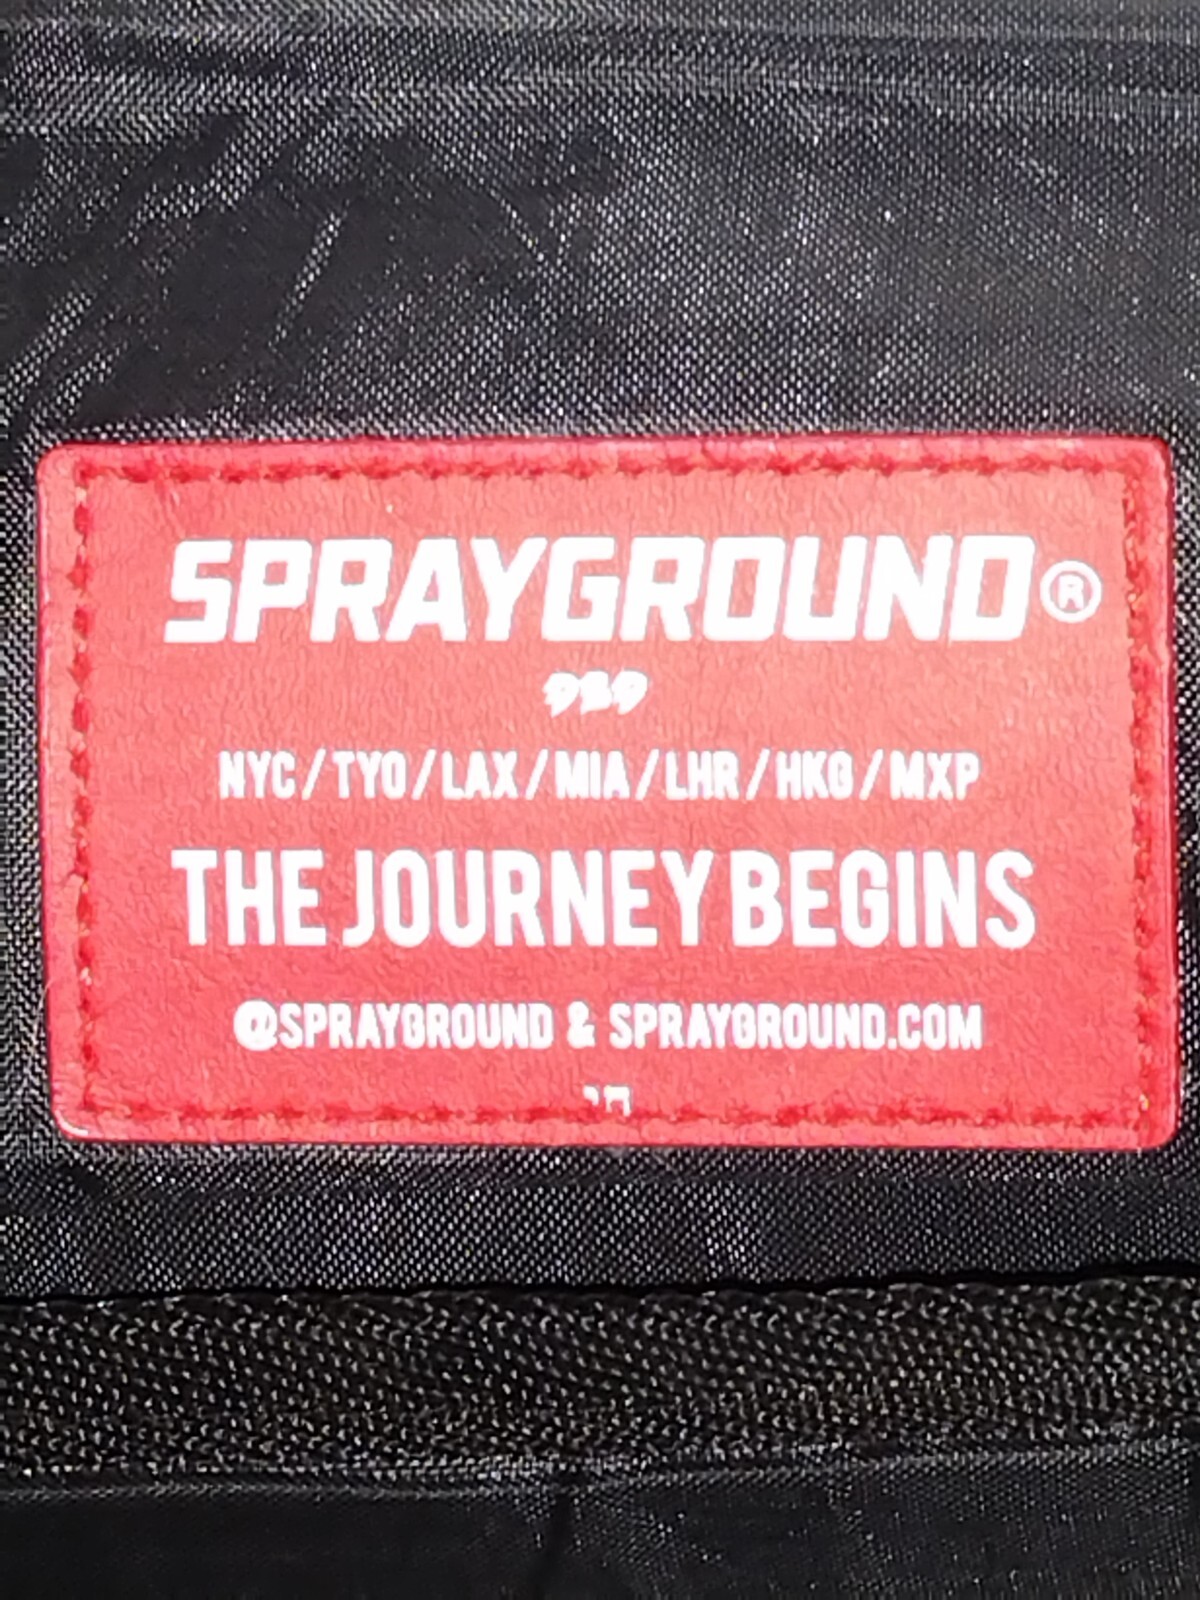 SPRAYGROUND®
NYC/TYO/LAX/MIA/LHR/HKG/MXP
THE JOURNEY BEGINS
@SPRAYGROUND & SPRAYGROUND.COM